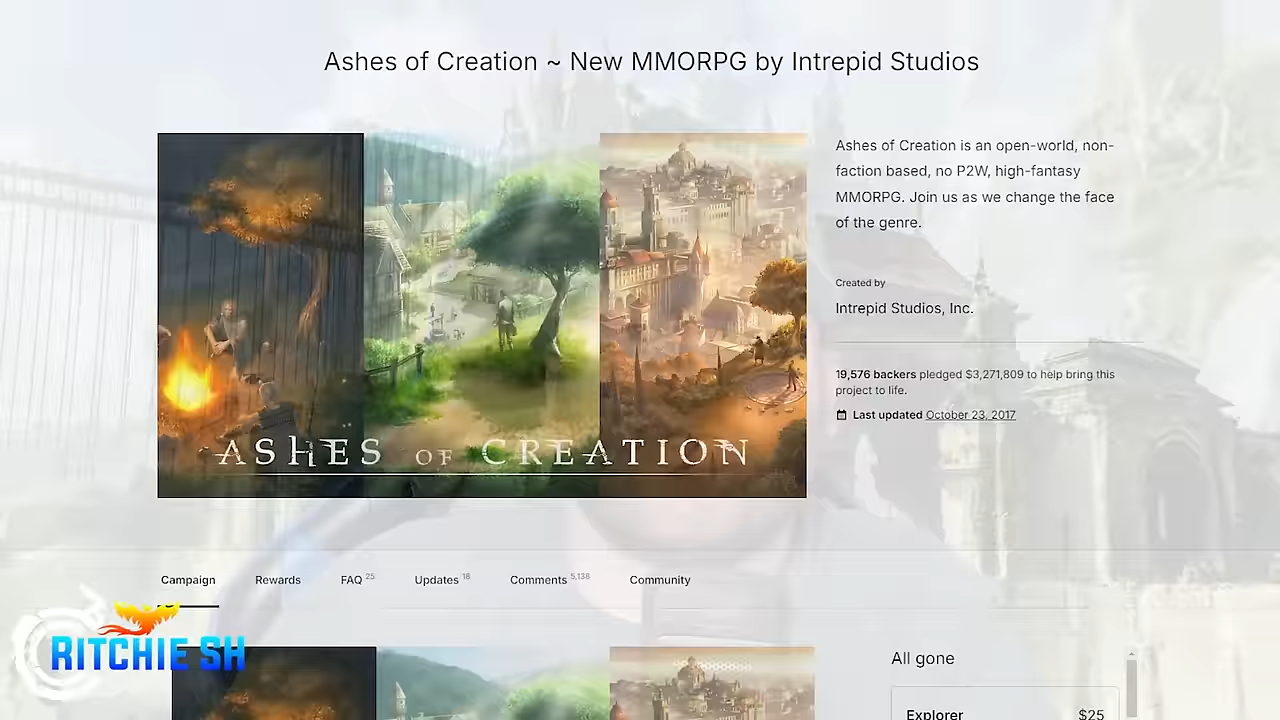 Ashes of Creation ~ New MMORPG by Intrepid Studios
ASHES OF CREATION
Ashes of Creation is an open-world, non-
faction based, no P2W, high-fantasy
MMORPG. Join us as we change the face
of the genre.
Created by
Intrepid Studios, Inc.
19,576 backers pledged $3,271,809 to help bring this
project to life.
Last updated October 23, 2017
Campaign Rewards FAQ 25 Updates 18 Comments 5,138 Community
RITCHIE SH
All gone
Explorer $25